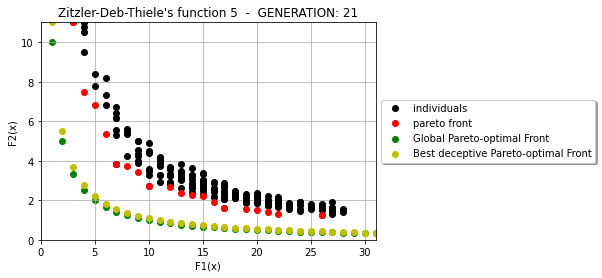 Zitzler-Deb-Thiele's function 5 - GENERATION: 21
10
8
6
4
2
0
F2(x)
0 5 10 15 20 25 30
F1(x)
individuals
pareto front
Global Pareto-optimal Front
Best deceptive Pareto-optimal Front